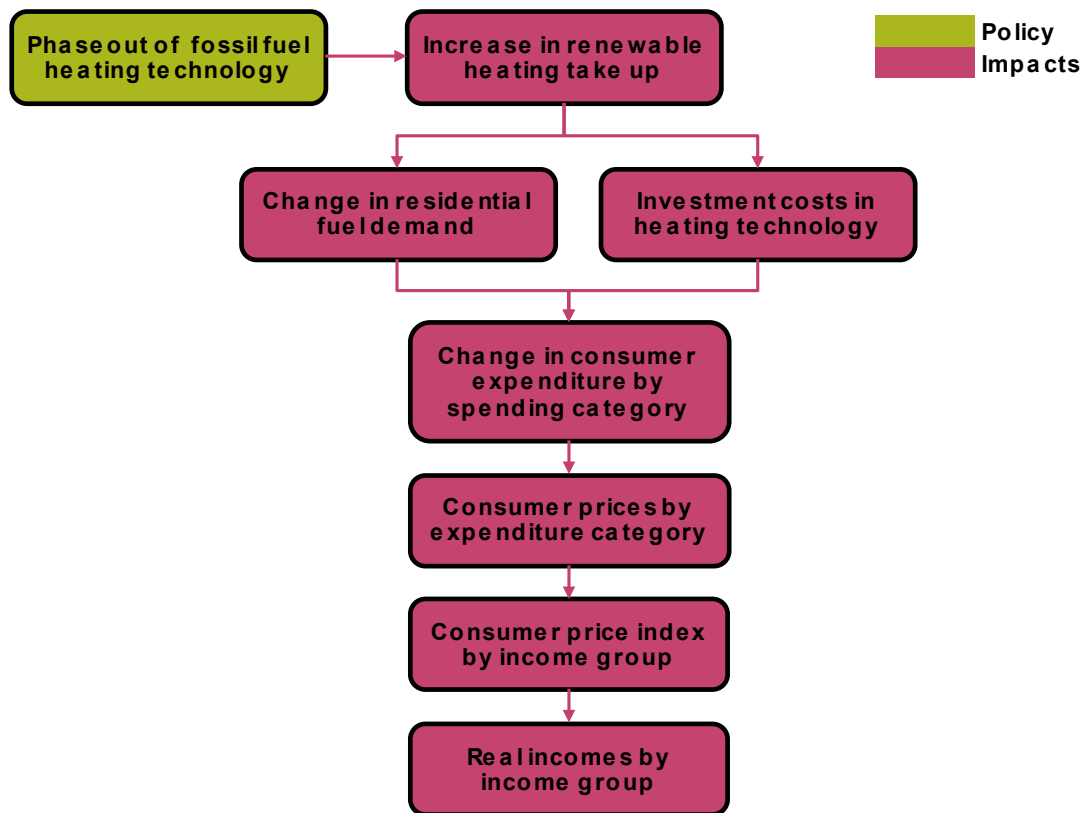 Phase out of fossil fuel
heating technology
Increase in renewable
heating take up
Policy
Impacts
Change in residential
fuel demand
Investment costs in
heating technology
Change in consumer
expenditure by
spending category
Consumer prices by
expenditure category
Consumer price index
by income group
Real incomes by
income group